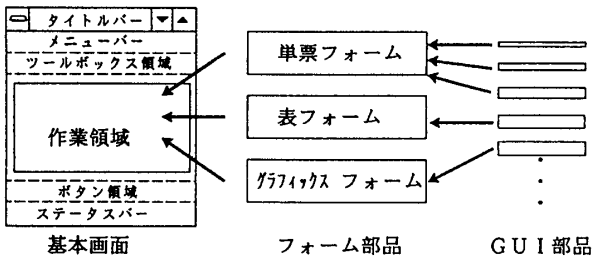 タイトルバー
メニューバー
ツールボックス領域
作業領域
ボタン領域
ステータスバー
基本画面
単票フォーム
表フォーム
ｸﾞﾗﾌｨｯｸｽ フォーム
フォーム部品
ＧＵＩ部品